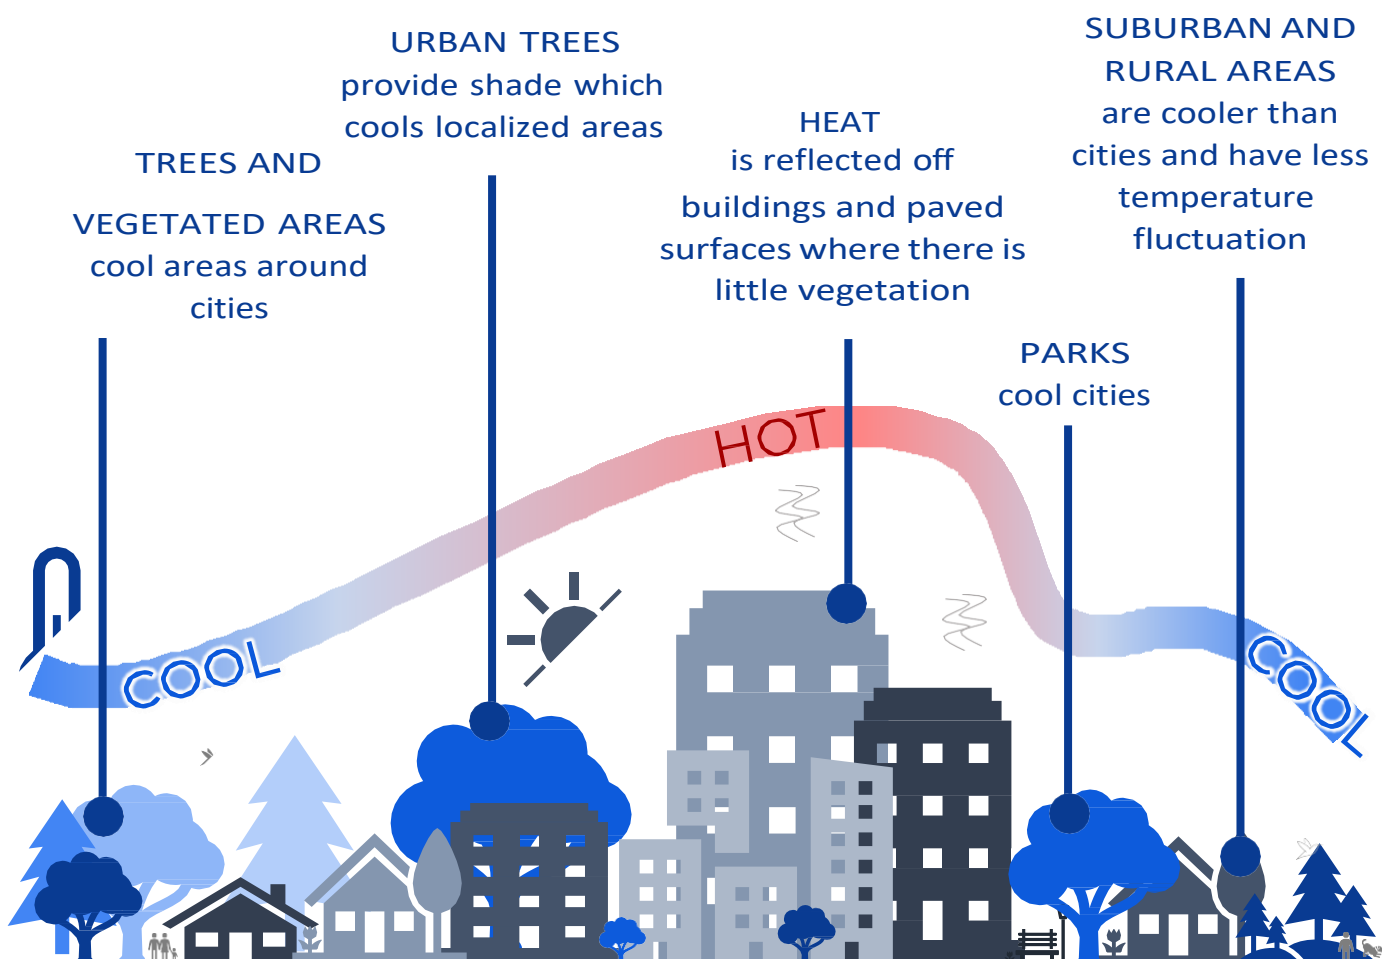 TREES AND
VEGETATED AREAS
cool areas around
cities
URBAN TREES
provide shade which
cools localized areas
HEAT
is reflected off
buildings and paved
surfaces where there is
little vegetation
PARKS
cool cities
SUBURBAN AND
RURAL AREAS
are cooler than
cities and have less
temperature
fluctuation
COOL
HOT
COOL